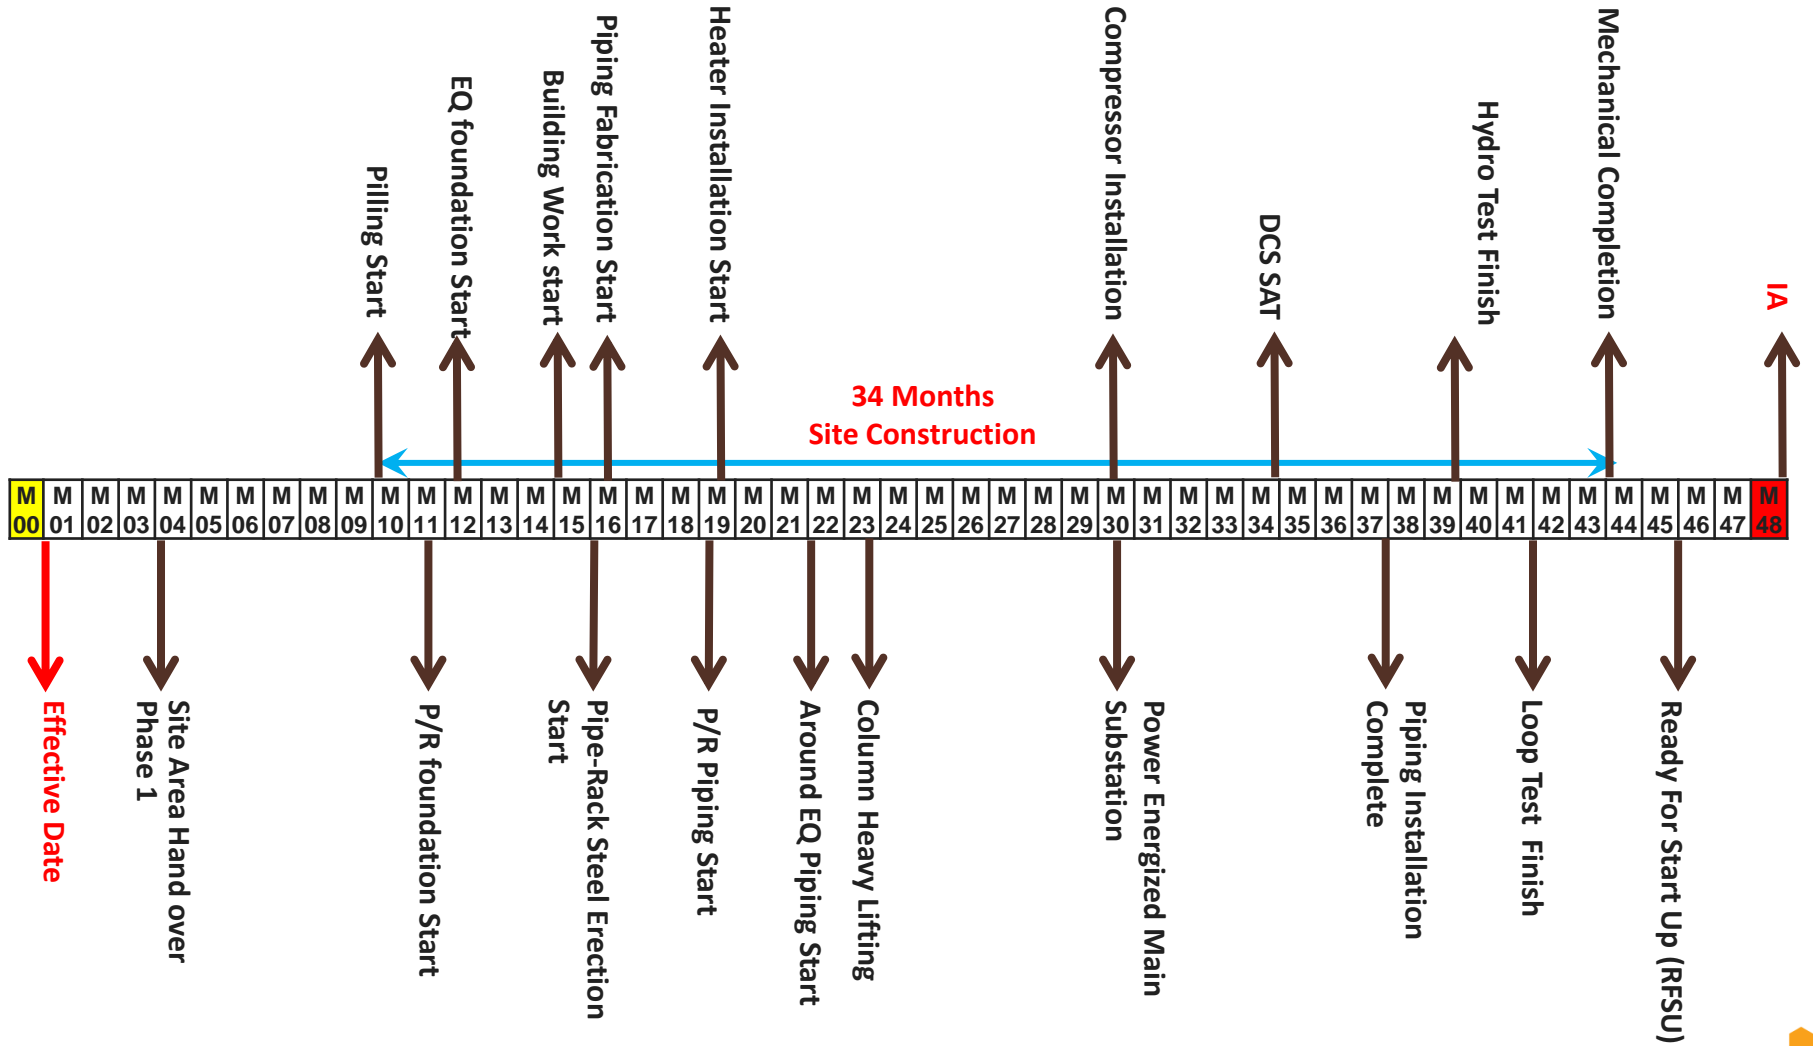 Pilling Start
EQ foundation Start
Building Work start
Piping Fabrication Start
Heater Installation Start
Compressor Installation
DCS SAT
Hydro Test Finish
Mechanical Completion
IA
34 Months
Site Construction
M M M M M M M M M M M M M M M M M M M M M M M M M M M M M M M M M M M M M M M M M M M M M M M M M
00 01 02 03 04 05 06 07 08 09 10 11 12 13 14 15 16 17 18 19 20 21 22 23 24 25 26 27 28 29 30 31 32 33 34 35 36 37 38 39 40 41 42 43 44 45 46 47 48
Effective Date
Site Area Hand over
Phase 1
P/R foundation Start
Pipe-Rack Steel Erection
Start
P/R Piping Start
Around EQ Piping Start
Column Heavy Lifting
Power Energized Main
Substation
Piping Installation
Complete
Loop Test Finish
Ready For Start Up (RFSU)